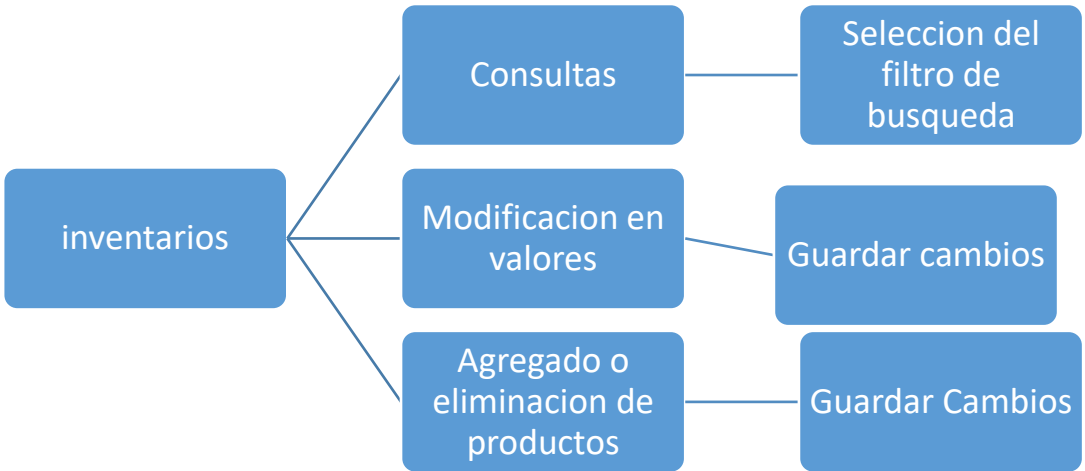 inventarios
Consultas
Seleccion del
filtro de
busqueda
Modificacion en
valores
Guardar cambios
Agregado o
eliminacion de
productos
Guardar Cambios